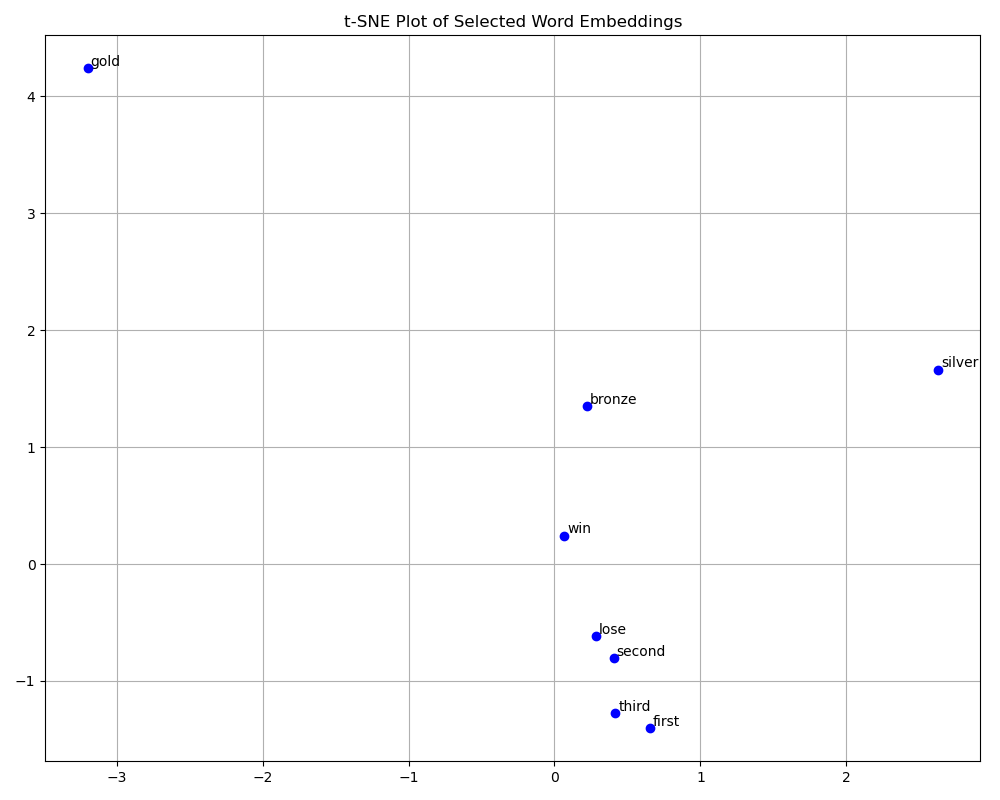 t-SNE Plot of Selected Word Embeddings
gold
silver
bronze
win
lose
second
third
first
4
3
2
1
0
−1
−3
−2
−1
0
1
2